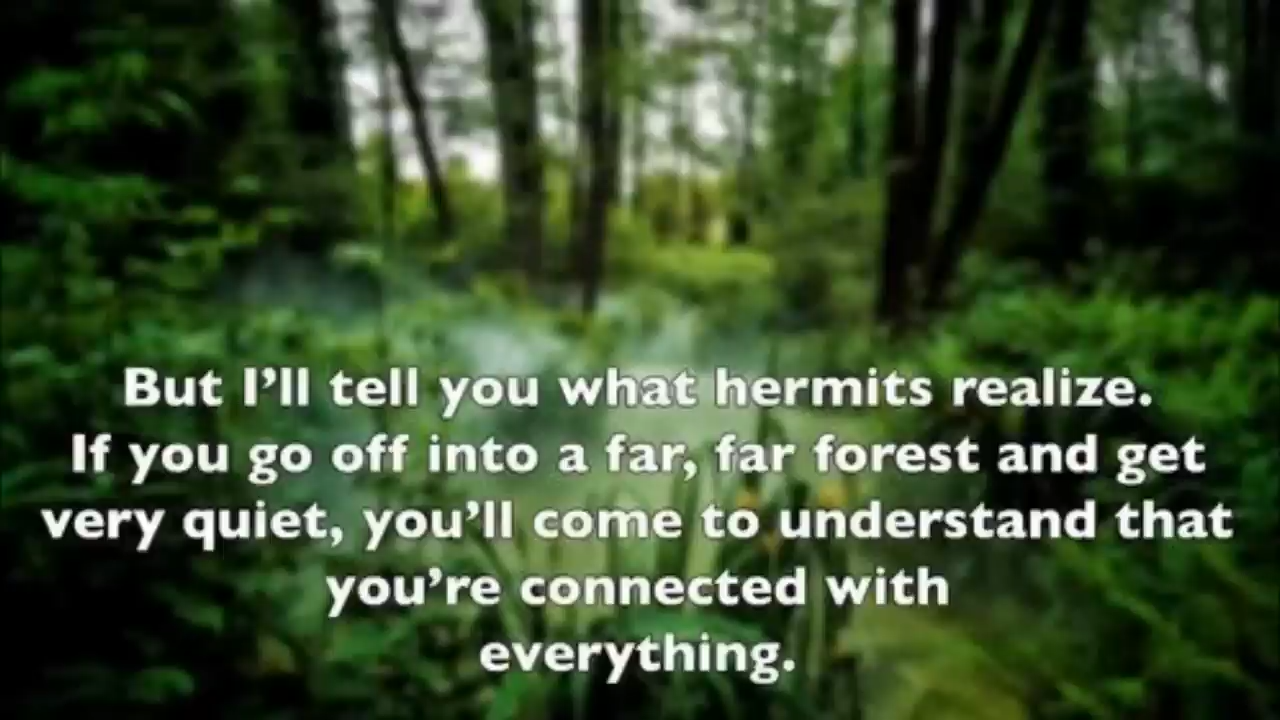 But I’ll tell you what hermits realize.
If you go off into a far, far forest and get
very quiet, you’ll come to understand that
you’re connected with
everything.